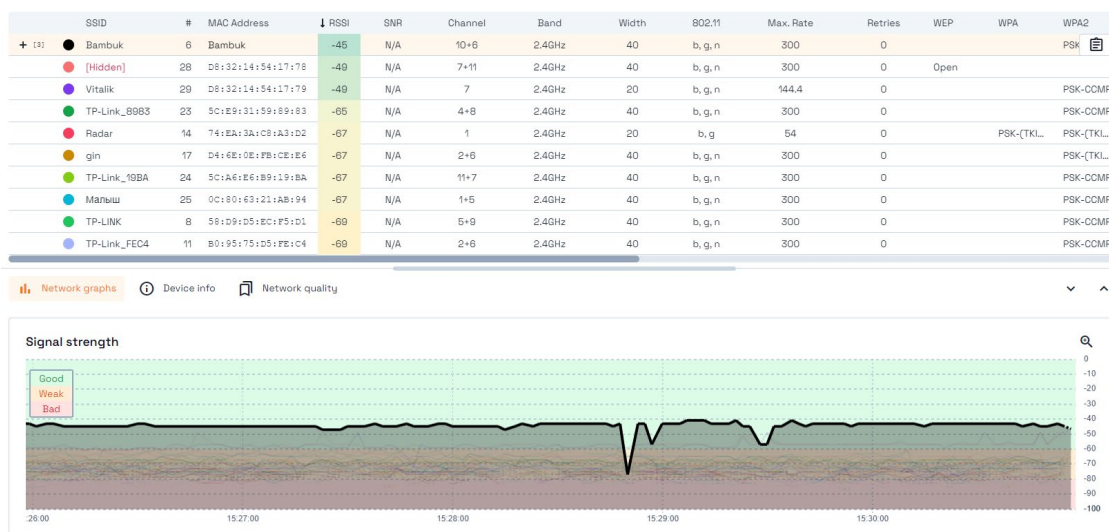 SSID # MAC Address ↓ RSSI SNR Channel Band Width 802.11 Max. Rate Retries WEP WPA WPA2
+ [3] Bambuk 6 Bambuk -45 N/A 10+6 2.4GHz 40 b, g, n 300 0 PSK
[Hidden] 28 D8:32:14:54:17:78 -49 N/A 7+11 2.4GHz 40 b, g, n 300 0 Open
Vitalik 29 D8:32:14:54:17:79 -49 N/A 7 2.4GHz 20 b, g, n 144.4 0 PSK-CCMP
TP-Link_8983 23 5C:E9:31:59:89:83 -65 N/A 4+8 2.4GHz 40 b, g, n 300 0 PSK-CCMP
Radar 14 74:EA:3A:C8:A3:D2 -67 N/A 1 2.4GHz 20 b, g 54 0 PSK-(TKI... PSK-(TKI...
gin 17 D4:6E:0E:FB:CE:E6 -67 N/A 2+6 2.4GHz 40 b, g, n 300 0 PSK-(TKI...
TP-Link_19BA 24 5C:A6:E6:B9:19:BA -67 N/A 11+7 2.4GHz 40 b, g, n 300 0 PSK-CCMP
Малыш 25 0C:80:63:21:AB:94 -67 N/A 1+5 2.4GHz 40 b, g, n 300 0 PSK-CCMP
TP-LINK 8 58:D9:D5:EC:F5:D1 -69 N/A 5+9 2.4GHz 40 b, g, n 300 0 PSK-CCMP
TP-Link_FEC4 11 B0:95:75:D5:FE:C4 -69 N/A 2+6 2.4GHz 40 b, g, n 300 0 PSK-CCMP
Network graphs Device info Network quality
Signal strength
Good
Weak
Bad
0
-10
-20
-30
-40
-50
-60
-70
-80
-90
-100
:26:00 15:27:00 15:28:00 15:29:00 15:30:00